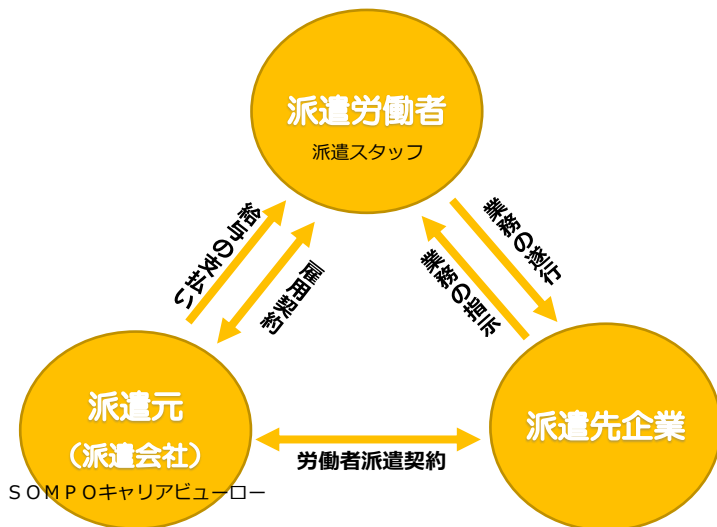 派遣労働者
派遣スタッフ
給与の支払い
雇用契約
業務の指示
業務の遂行
派遣元
（派遣会社）
ＳＯＭＰＯキャリアビューロー
労働者派遣契約
派遣先企業